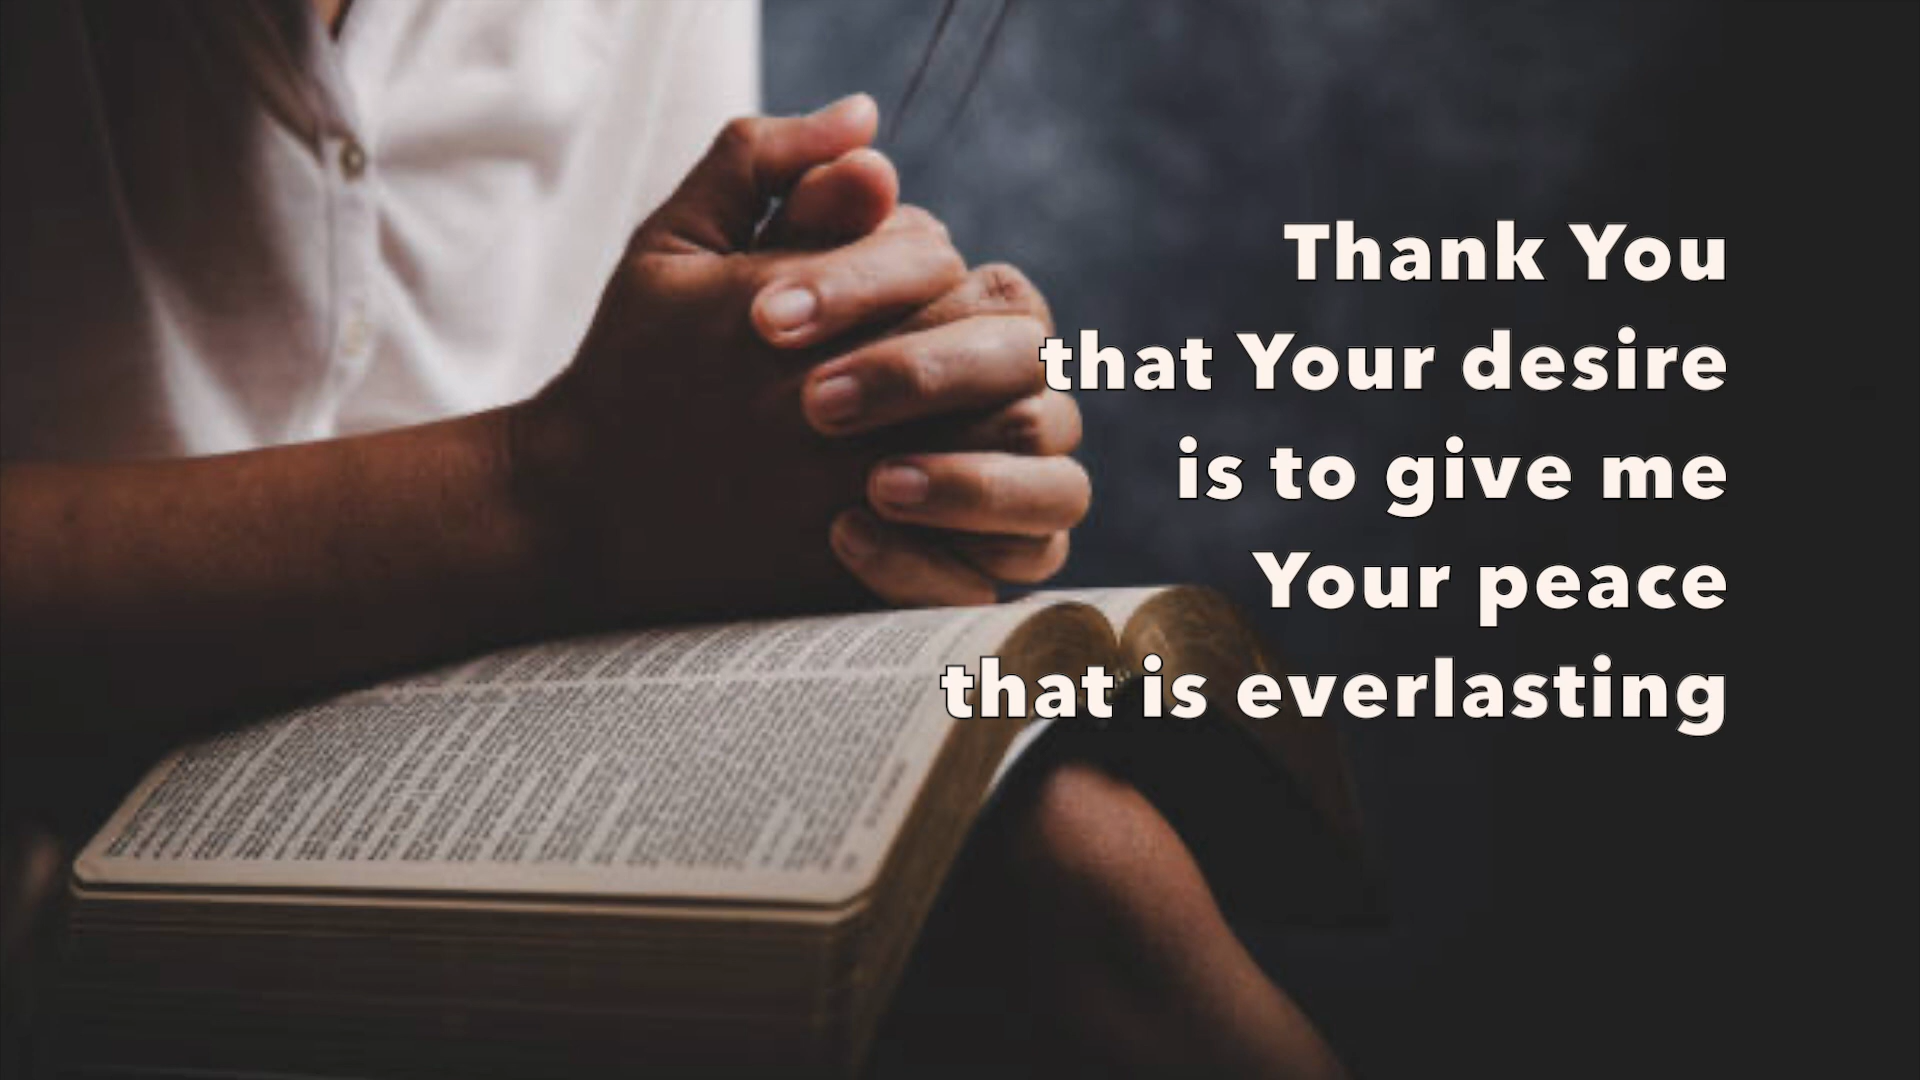 Thank You
that Your desire
is to give me
Your peace
that is everlasting